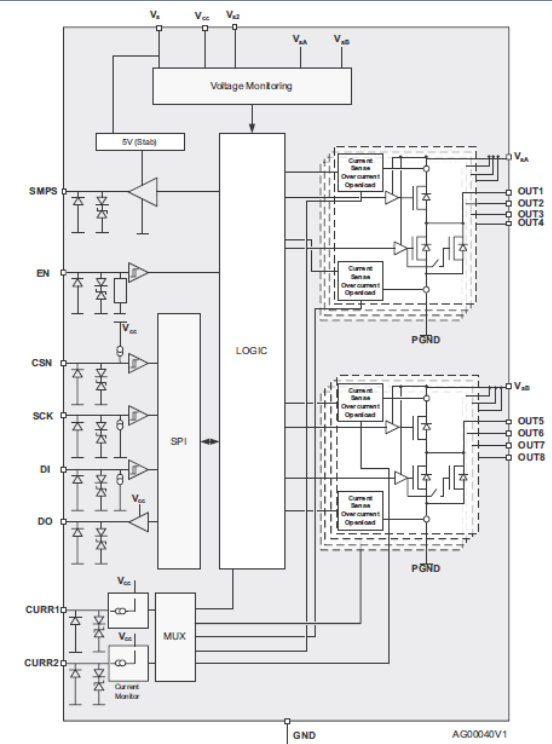 Vs
Vcc
Vs2
VsA
VsB
Voltage Monitoring
5V (Stab)
SMPS
EN
Vcc
CSN
SCK
DI
Vcc
DO
SPI
LOGIC
Current
Sense
Overcurrent
Openload
Current
Sense
Overcurrent
Openload
VsA
OUT1
OUT2
OUT3
OUT4
PGND
Current
Sense
Overcurrent
Openload
Current
Sense
Overcurrent
Openload
VsB
OUT5
OUT6
OUT7
OUT8
PGND
Vcc
CURR1
Vcc
CURR2
Current
Monitor
MUX
GND
AG00040V1